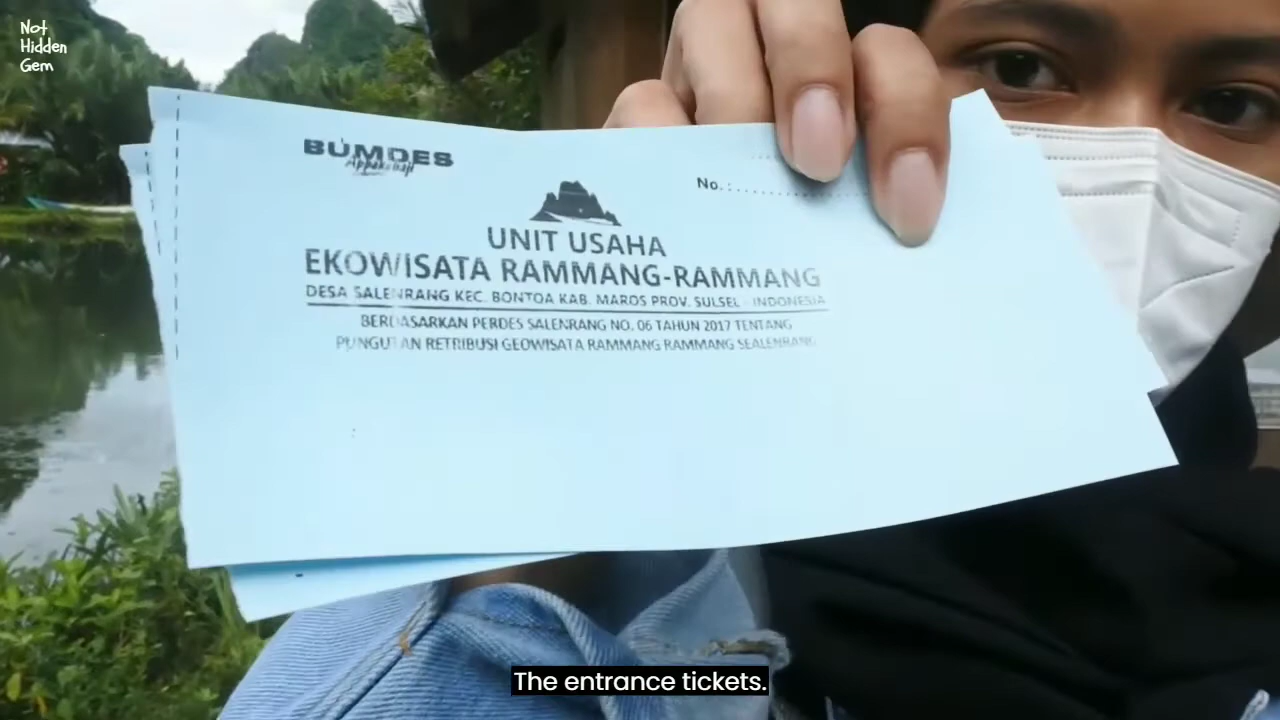 Not
Hidden
Gem
BUMDES
No. :
UNIT USAHA
EKOWISATA RAMMANG-RAMMANG
DESA SALENRANG KEC. BONTOA KAB. MAROS PROV. SULSEL - INDONESIA
BERDASARKAN PERDES SALENRANG NO. 06 TAHUN 2017 TENTANG
PUNGUTAN RETRIBUSI GEOWISATA RAMMANG RAMMANG SEALENRANG
The entrance tickets.